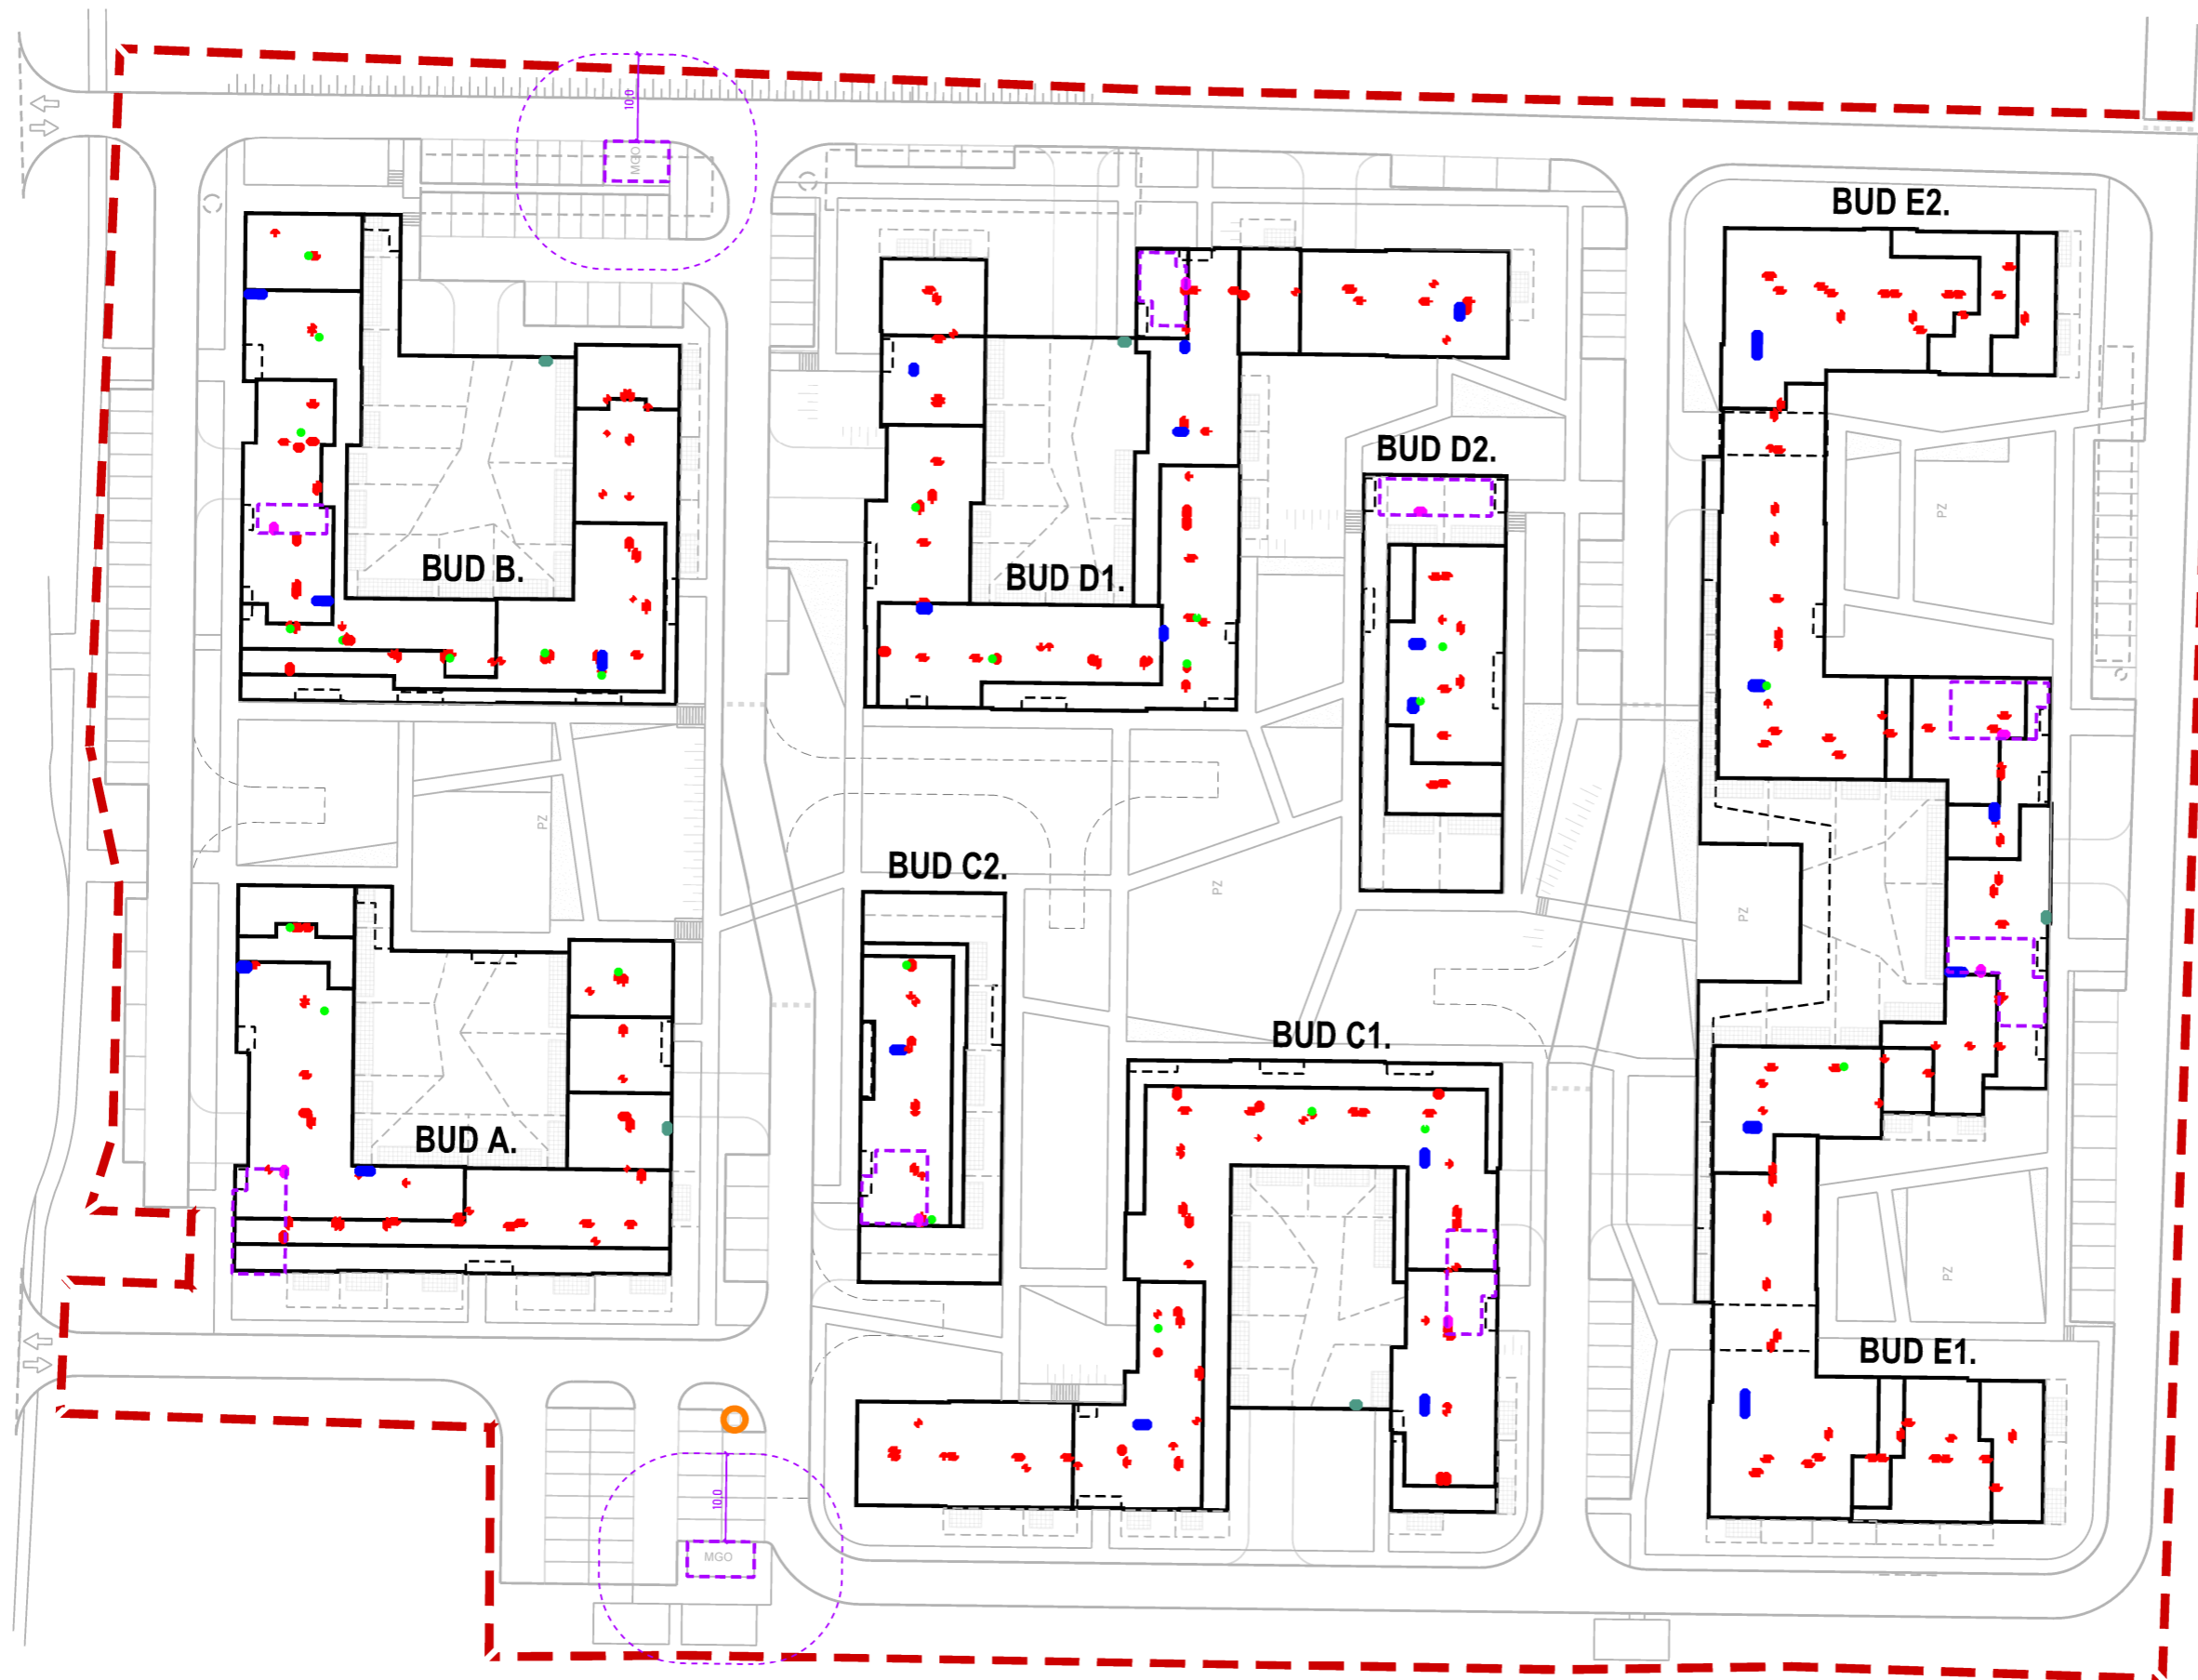 10,0
MGO
BUD E2.
BUD D2.
PZ
BUD B.
BUD D1.
PZ
BUD C2.
PZ
PZ
BUD C1.
BUD A.
PZ
BUD E1.
10,0
MGO